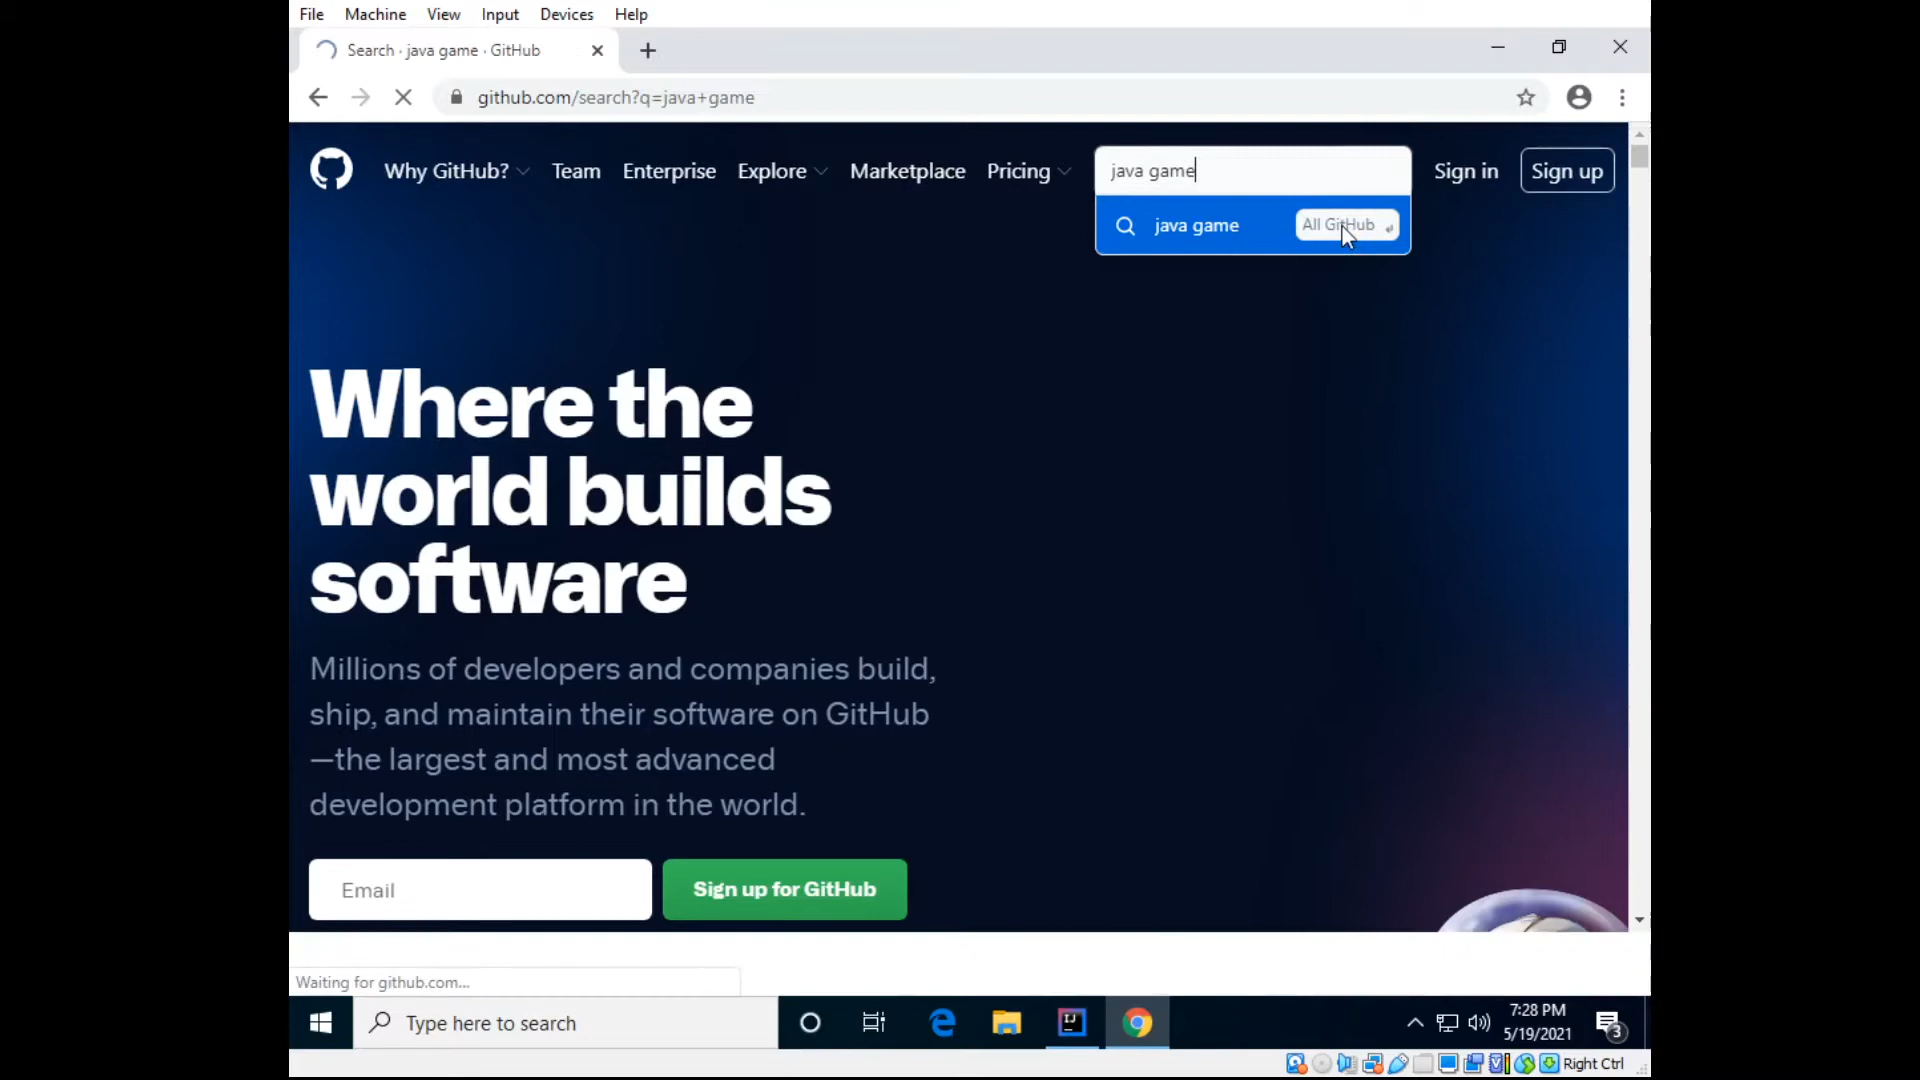 File Machine View Input Devices Help
Search · java game · GitHub
github.com/search?q=java+game
Why GitHub? Team Enterprise Explore Marketplace Pricing java game Sign in Sign up
java game All GitHub
Where the
world builds
software
Millions of developers and companies build,
ship, and maintain their software on GitHub
—the largest and most advanced
development platform in the world.
Email Sign up for GitHub
Waiting for github.com...
Type here to search
IJ
7:28 PM
5/19/2021
3
Right Ctrl